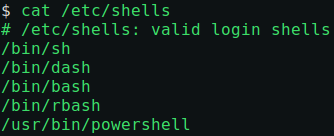 $ cat /etc/shells
# /etc/shells: valid login shells
/bin/sh
/bin/dash
/bin/bash
/bin/rbash
/usr/bin/powershell